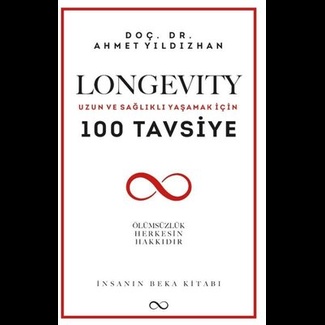 DOÇ. DR.
AHMET YILDIZHAN
LONGEVITY
UZUN VE SAĞLIKLI YAŞAMAK İÇİN
100 TAVSİYE
ÖLÜMSÜZLÜK
HERKESİN
HAKKIDIR
İNSANIN BEKA KİTABI